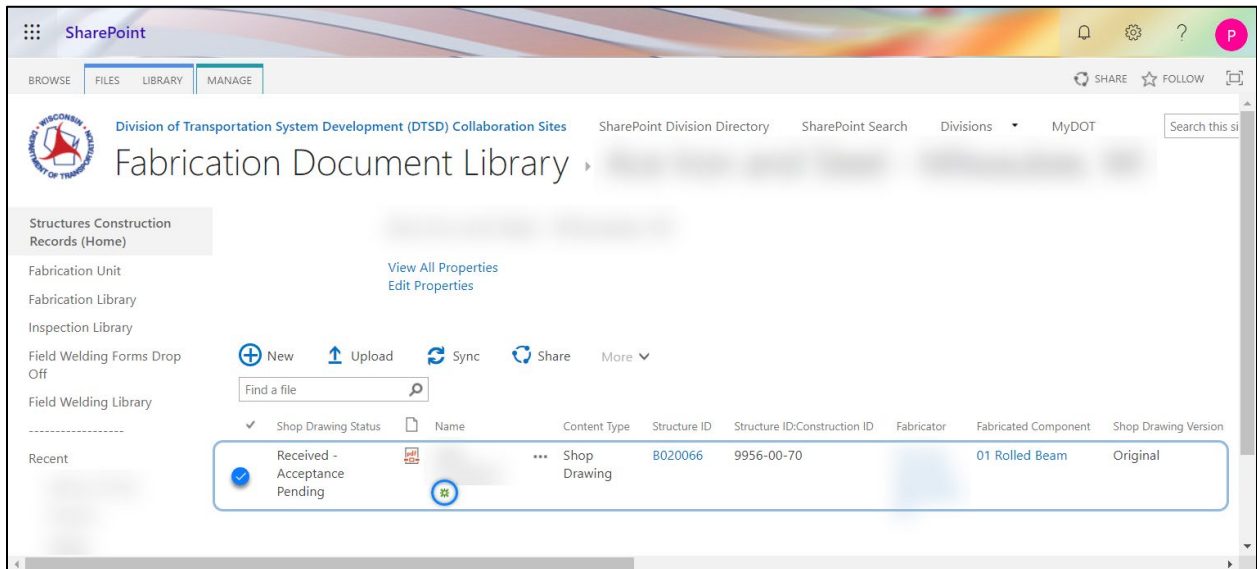 SharePoint
?
P
BROWSE FILES LIBRARY MANAGE
SHARE FOLLOW
WISCONSIN
DEPARTMENT OF TRANSPORTATION
Division of Transportation System Development (DTSD) Collaboration Sites SharePoint Division Directory SharePoint Search Divisions MyDOT Search this si
Fabrication Document Library
Structures Construction
Records (Home)
Fabrication Unit
Fabrication Library
Inspection Library
Field Welding Forms Drop
Off
Field Welding Library
------------------
Recent
View All Properties
Edit Properties
New Upload Sync Share More
Find a file
Shop Drawing Status Name Content Type Structure ID Structure ID:Construction ID Fabricator Fabricated Component Shop Drawing Version
Received - ... Shop B020066 9956-00-70 01 Rolled Beam Original
Acceptance Drawing
Pending